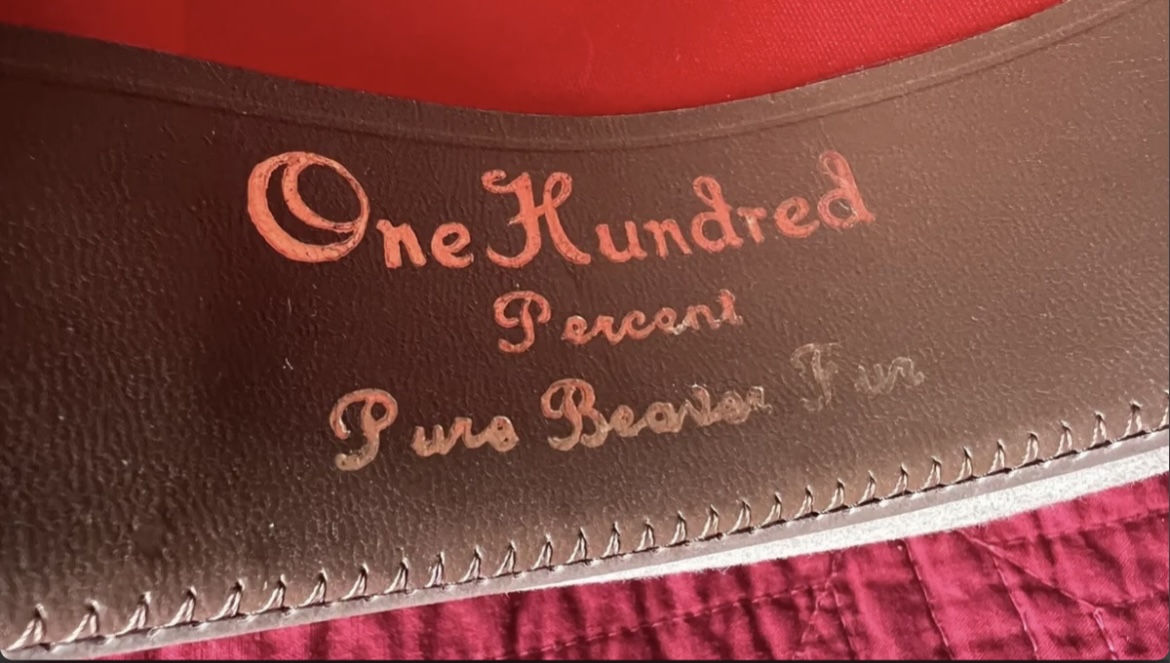 One Hundred
Percent
Pure Beaver Fur